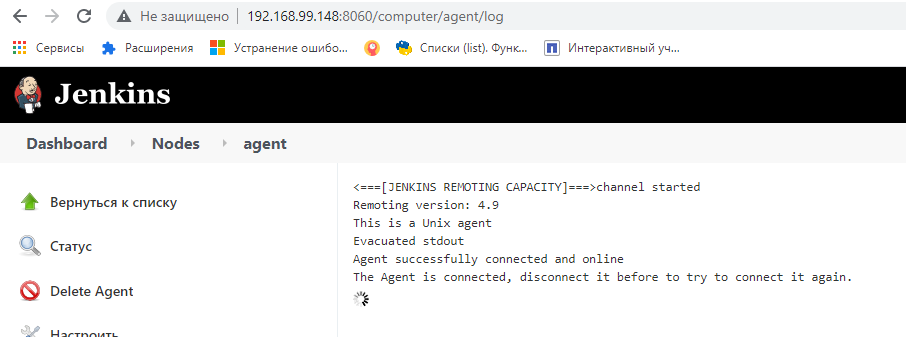 Не защищено | 192.168.99.148:8060/computer/agent/log
Сервисы Расширения Устранение ошибо... Списки (list). Функ... Интерактивный уч...
Jenkins
Dashboard Nodes agent
Вернуться к списку
Статус
Delete Agent
Настроить
<===[JENKINS REMOTING CAPACITY]===>channel started
Remoting version: 4.9
This is a Unix agent
Evacuated stdout
Agent successfully connected and online
The Agent is connected, disconnect it before to try to connect it again.